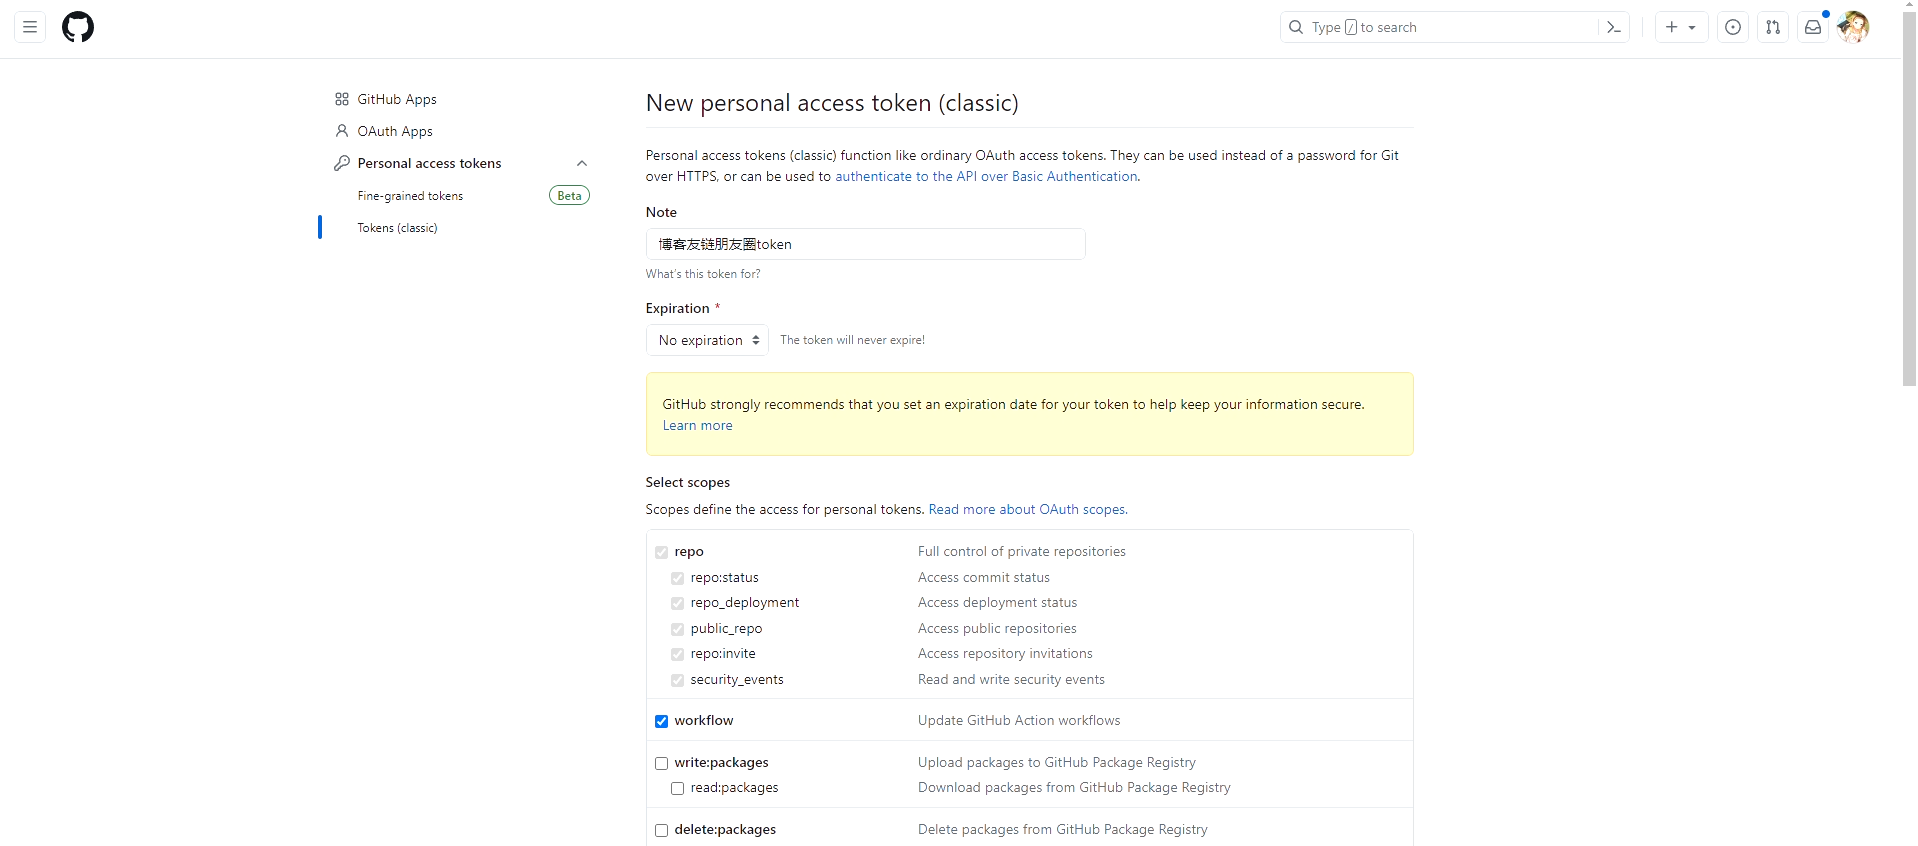 Type / to search
GitHub Apps
OAuth Apps
Personal access tokens
Fine-grained tokens Beta
Tokens (classic)
New personal access token (classic)
Personal access tokens (classic) function like ordinary OAuth access tokens. They can be used instead of a password for Git
over HTTPS, or can be used to authenticate to the API over Basic Authentication.
Note
博客友链朋友圈token
What's this token for?
Expiration *
No expiration The token will never expire!
GitHub strongly recommends that you set an expiration date for your token to help keep your information secure.
Learn more
Select scopes
Scopes define the access for personal tokens. Read more about OAuth scopes.
repo Full control of private repositories
repo:status Access commit status
repo_deployment Access deployment status
public_repo Access public repositories
repo:invite Access repository invitations
security_events Read and write security events
workflow Update GitHub Action workflows
write:packages Upload packages to GitHub Package Registry
read:packages Download packages from GitHub Package Registry
delete:packages Delete packages from GitHub Package Registry